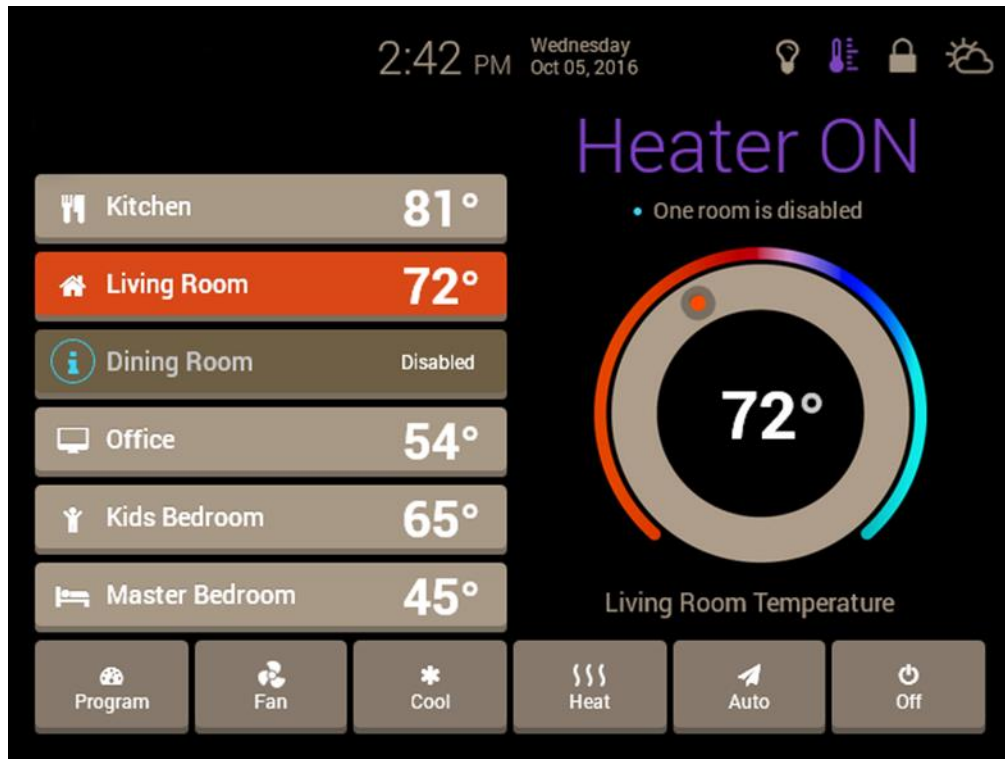 2:42 PM
Wednesday
Oct 05, 2016
Heater ON
One room is disabled
Kitchen 81°
Living Room 72°
Dining Room Disabled
Office 54°
Kids Bedroom 65°
Master Bedroom 45°
72°
Living Room Temperature
Program
Fan
Cool
Heat
Auto
Off